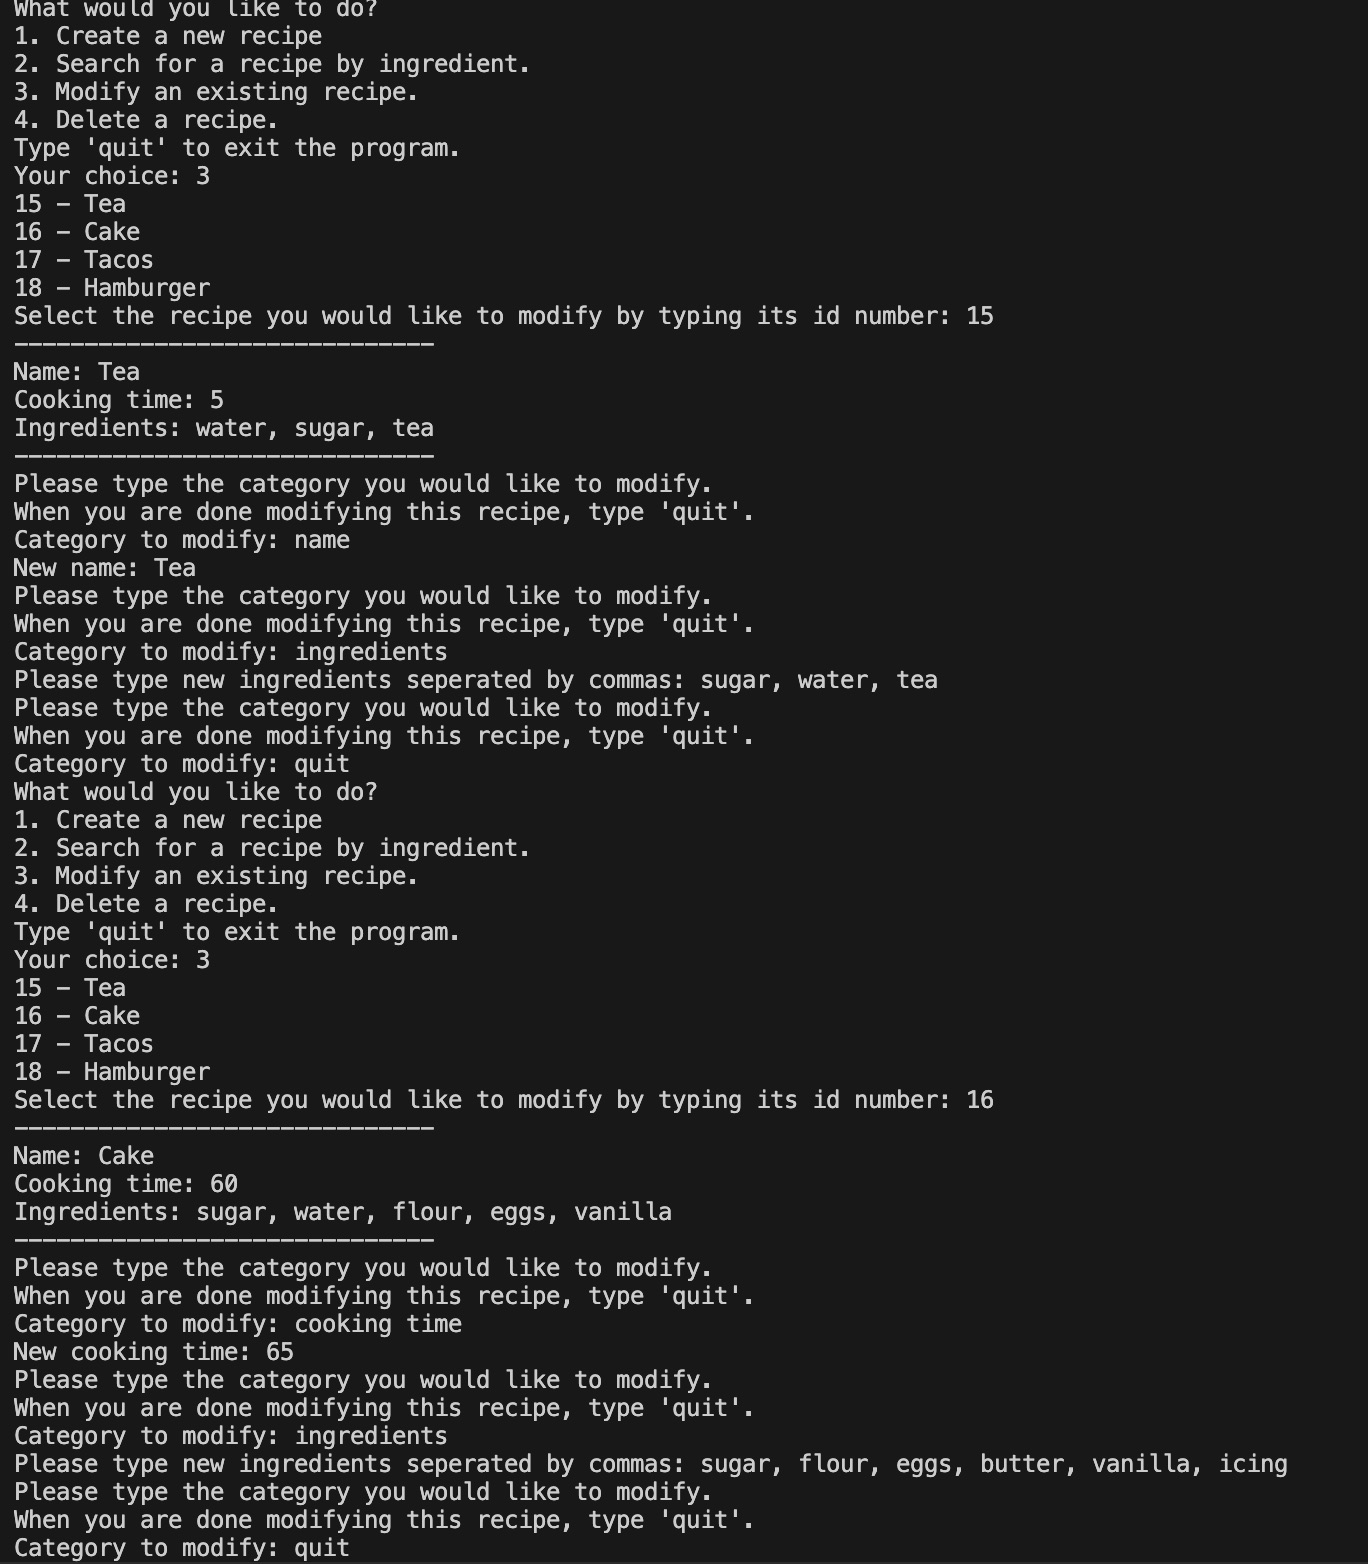 What would you like to do?
1. Create a new recipe
2. Search for a recipe by ingredient.
3. Modify an existing recipe.
4. Delete a recipe.
Type 'quit' to exit the program.
Your choice: 3
15 - Tea
16 - Cake
17 - Tacos
18 - Hamburger
Select the recipe you would like to modify by typing its id number: 15
------------------------------
Name: Tea
Cooking time: 5
Ingredients: water, sugar, tea
------------------------------
Please type the category you would like to modify.
When you are done modifying this recipe, type 'quit'.
Category to modify: name
New name: Tea
Please type the category you would like to modify.
When you are done modifying this recipe, type 'quit'.
Category to modify: ingredients
Please type new ingredients seperated by commas: sugar, water, tea
Please type the category you would like to modify.
When you are done modifying this recipe, type 'quit'.
Category to modify: quit
What would you like to do?
1. Create a new recipe
2. Search for a recipe by ingredient.
3. Modify an existing recipe.
4. Delete a recipe.
Type 'quit' to exit the program.
Your choice: 3
15 - Tea
16 - Cake
17 - Tacos
18 - Hamburger
Select the recipe you would like to modify by typing its id number: 16
------------------------------
Name: Cake
Cooking time: 60
Ingredients: sugar, water, flour, eggs, vanilla
------------------------------
Please type the category you would like to modify.
When you are done modifying this recipe, type 'quit'.
Category to modify: cooking time
New cooking time: 65
Please type the category you would like to modify.
When you are done modifying this recipe, type 'quit'.
Category to modify: ingredients
Please type new ingredients seperated by commas: sugar, flour, eggs, butter, vanilla, icing
Please type the category you would like to modify.
When you are done modifying this recipe, type 'quit'.
Category to modify: quit